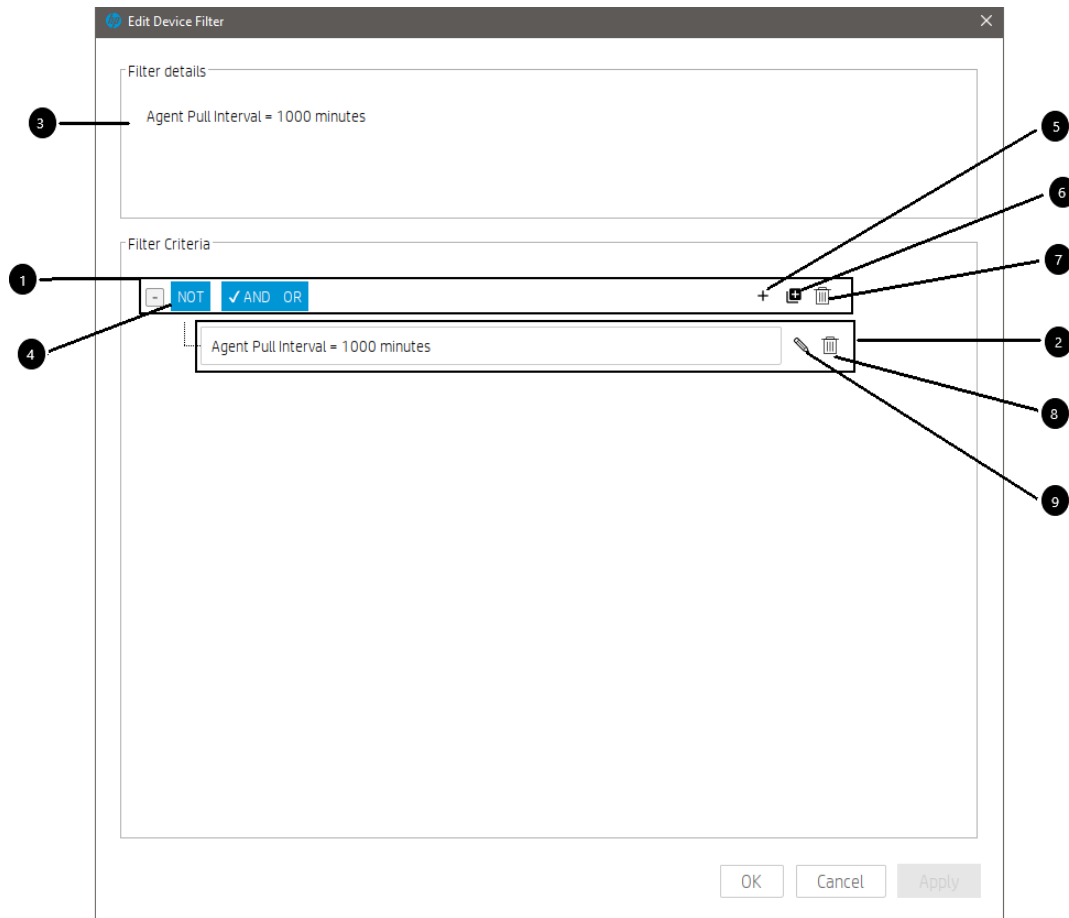 hp Edit Device Filter
Filter details
Agent Pull Interval = 1000 minutes
3
5
6
Filter Criteria
7
1
NOT ✓ AND OR
4
Agent Pull Interval = 1000 minutes
2
8
9
OK Cancel Apply